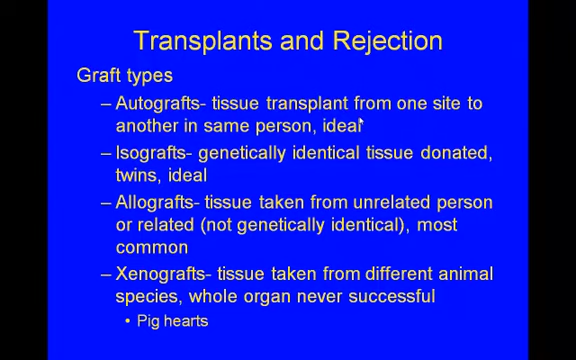 Transplants and Rejection
Graft types
– Autografts- tissue transplant from one site to
another in same person, ideal
– Isografts- genetically identical tissue donated,
twins, ideal
– Allografts- tissue taken from unrelated person
or related (not genetically identical), most
common
– Xenografts- tissue taken from different animal
species, whole organ never successful
• Pig hearts